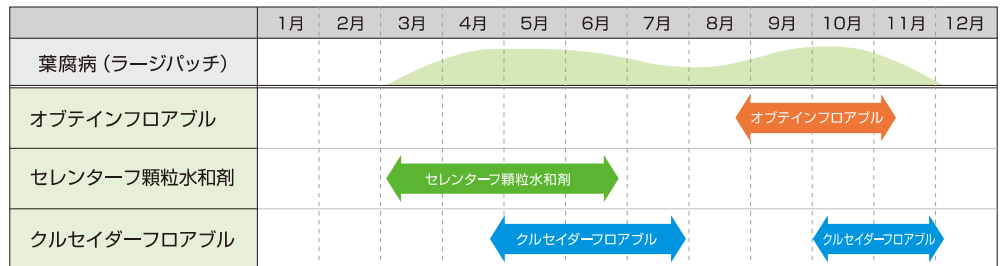 1月 2月 3月 4月 5月 6月 7月 8月 9月 10月 11月 12月
葉腐病（ラージパッチ）
オブテインフロアブル オブテインフロアブル
セレンターフ顆粒水和剤 セレンターフ顆粒水和剤
クルセイダーフロアブル クルセイダーフロアブル クルセイダーフロアブル